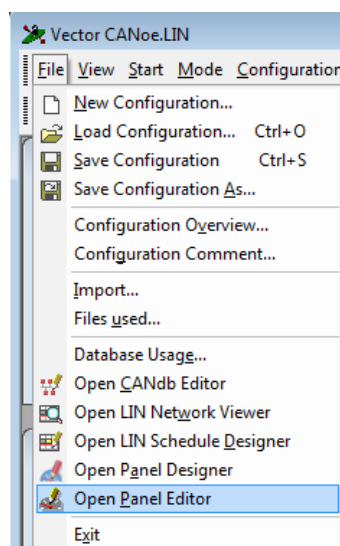 Vector CANoe.LIN
File View Start Mode Configuration
New Configuration...
Load Configuration... Ctrl+O
Save Configuration Ctrl+S
Save Configuration As...
Configuration Overview...
Configuration Comment...
Import...
Files used...
Database Usage...
Open CANdb Editor
Open LIN Network Viewer
Open LIN Schedule Designer
Open Panel Designer
Open Panel Editor
Exit